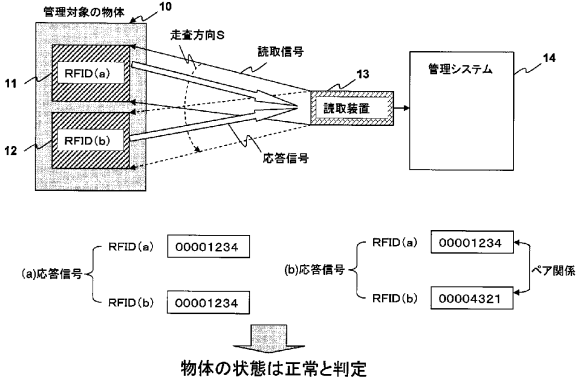 管理対象の物体
10
走査方向S
読取信号
11
RFID(a)
13
読取装置
管理システム
14
12
RFID(b)
応答信号
(a)応答信号
RFID(a)
00001234
RFID(b)
00001234
(b)応答信号
RFID(a)
00001234
RFID(b)
00004321
ペア関係
物体の状態は正常と判定